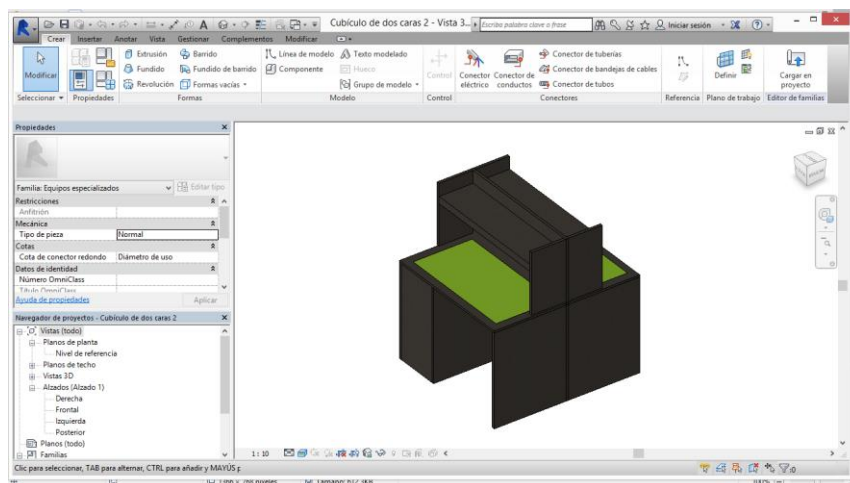 Cubículo de dos caras 2 - Vista 3...
Escriba palabra clave o frase
Iniciar sesión
Crear Insertar Anotar Vista Gestionar Complementos Modificar
Modificar
Extrusión Barrido
Fundido Fundido de barrido
Revolución Formas vacías
Línea de modelo Texto modelado
Componente Hueco
Grupo de modelo
Control
Conector eléctrico
Conector de conductos
Conector de tuberías
Conector de bandejas de cables
Conector de tubos
Definir
Cargar en proyecto
Seleccionar Propiedades Formas Modelo Control Conectores Referencia Plano de trabajo Editor de familias
Propiedades
Familia: Equipos especializados Editar tipo
Restricciones
Anfitrión
Mecánica
Tipo de pieza Normal
Cotas
Cota de conector redondo Diámetro de uso
Datos de identidad
Número OmniClass
Título OmniClass
Ayuda de propiedades Aplicar
Navegador de proyectos - Cubículo de dos caras 2
Vistas (todo)
Planos de planta
Nivel de referencia
Planos de techo
Vistas 3D
Alzados (Alzado 1)
Derecha
Frontal
Izquierda
Posterior
Planos (todo)
Familias
1 : 10
Clic para seleccionar, TAB para alternar, CTRL para añadir y MAYÚS p
:0